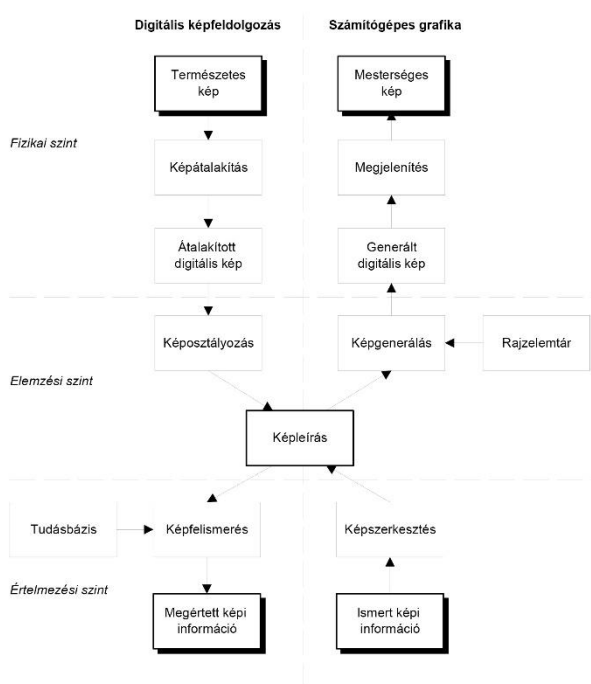 Digitális képfeldolgozás
Számítógépes grafika
Természetes
kép
Mesterséges
kép
Fizikai szint
Képátalakítás
Megjelenítés
Átalakított
digitális kép
Generált
digitális kép
Képosztályozás
Képgenerálás
Rajzelemtár
Elemzési szint
Képleírás
Tudásbázis
Képfelismerés
Képszerkesztés
Értelmezési szint
Megértett képi
információ
Ismert képi
információ